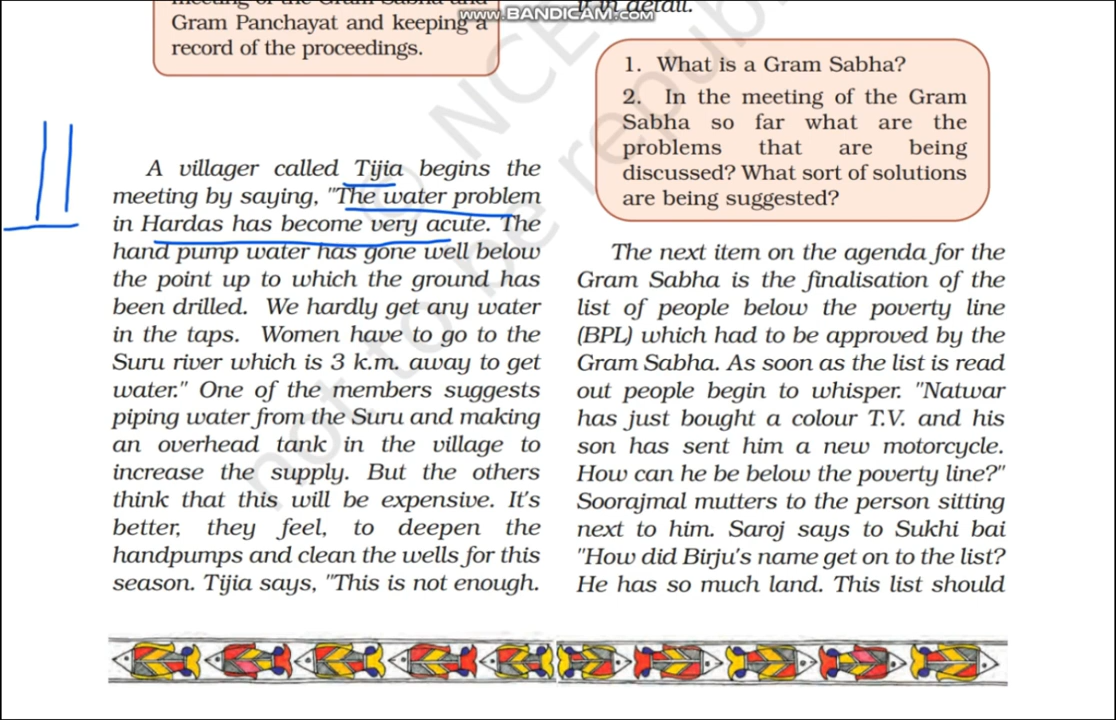 meeting of the Gram Sabha and
Gram Panchayat and keeping a
record of the proceedings.
A villager called Tijia begins the
meeting by saying, "The water problem
in Hardas has become very acute. The
hand pump water has gone well below
the point up to which the ground has
been drilled. We hardly get any water
in the taps. Women have to go to the
Suru river which is 3 k.m. away to get
water." One of the members suggests
piping water from the Suru and making
an overhead tank in the village to
increase the supply. But the others
think that this will be expensive. It's
better, they feel, to deepen the
handpumps and clean the wells for this
season. Tijia says, "This is not enough.
www.BANDICAM.com
it in detail.
1. What is a Gram Sabha?
2. In the meeting of the Gram
Sabha so far what are the
problems that are being
discussed? What sort of solutions
are being suggested?
The next item on the agenda for the
Gram Sabha is the finalisation of the
list of people below the poverty line
(BPL) which had to be approved by the
Gram Sabha. As soon as the list is read
out people begin to whisper. "Natwar
has just bought a colour T.V. and his
son has sent him a new motorcycle.
How can he be below the poverty line?"
Soorajmal mutters to the person sitting
next to him. Saroj says to Sukhi bai
"How did Birju's name get on to the list?
He has so much land. This list should
not to be republ
© NCE